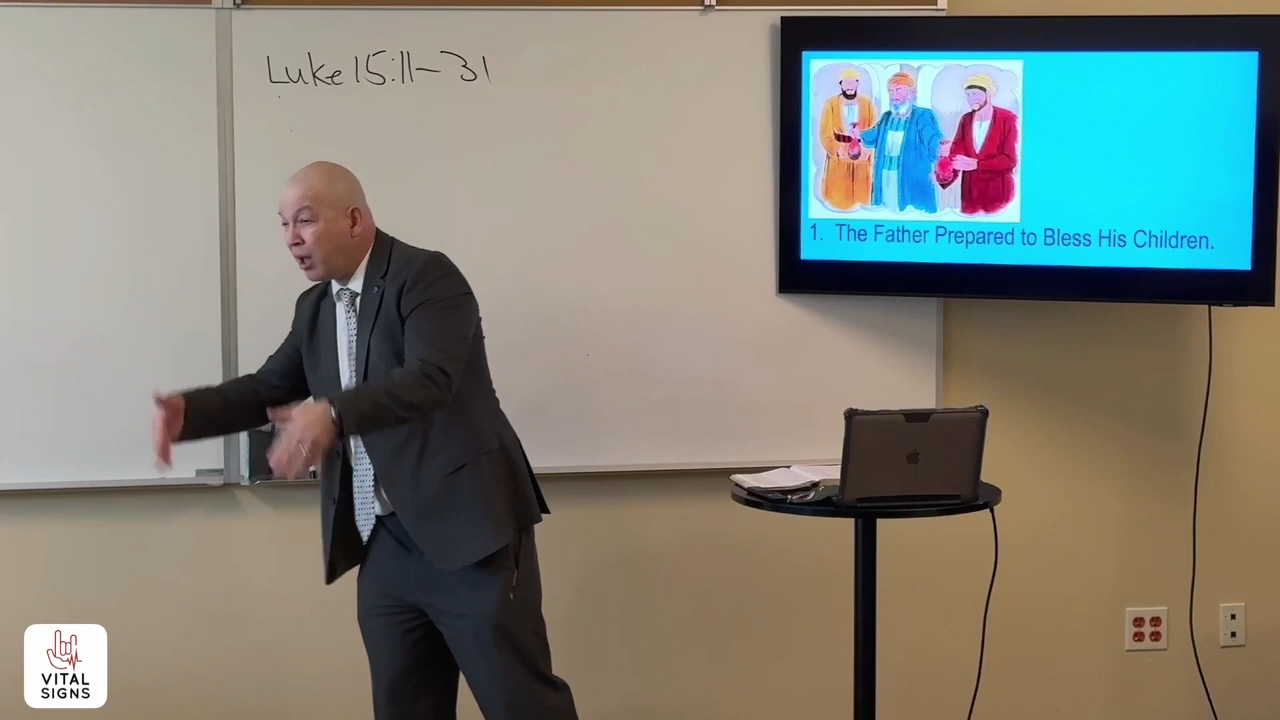 Luke 15:11-31
1. The Father Prepared to Bless His Children.
VITAL
SIGNS